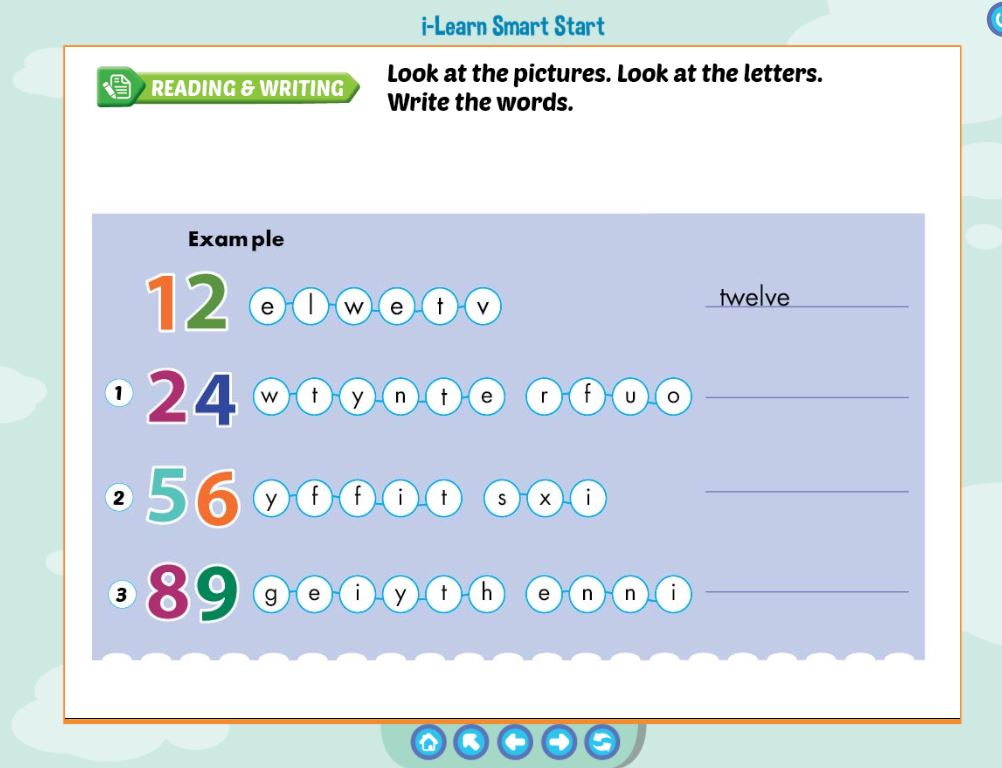 i-Learn Smart Start
READING & WRITING
Look at the pictures. Look at the letters.
Write the words.
Example
12 e l w e t v twelve
1 24 w t y n t e r f u o
2 56 y f f i t s x i
3 89 g e i y t h e n n i